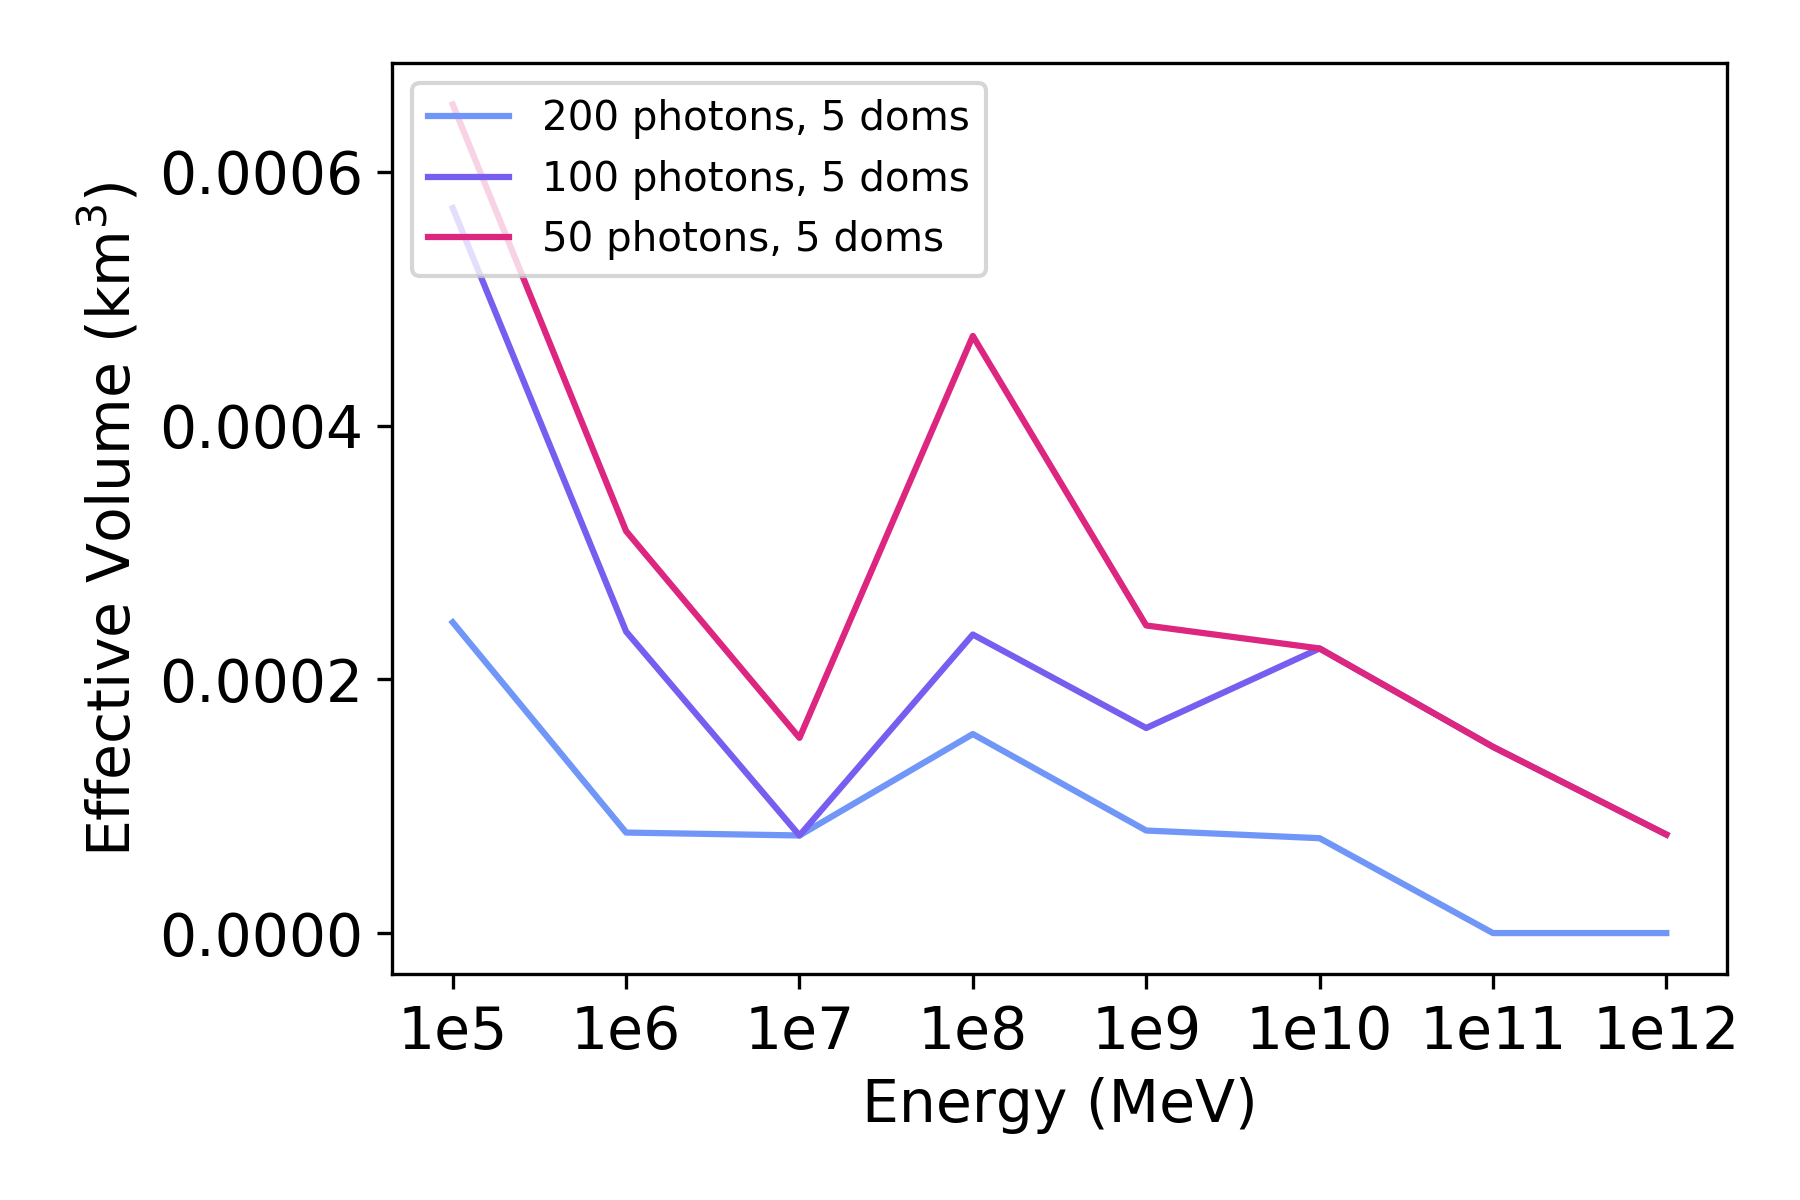 200 photons, 5 doms
100 photons, 5 doms
50 photons, 5 doms
Effective Volume (km³)
0.0006
0.0004
0.0002
0.0000
1e5 1e6 1e7 1e8 1e9 1e10 1e11 1e12
Energy (MeV)